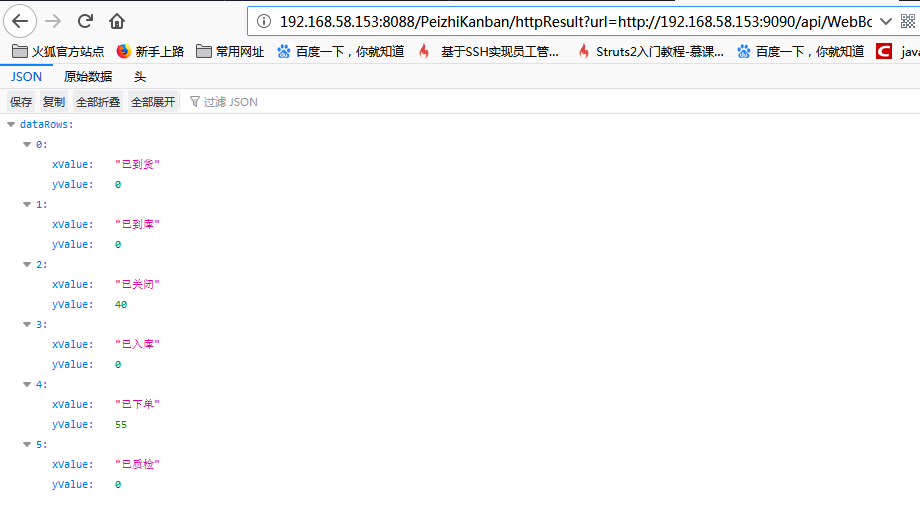 192.168.58.153:8088/PeizhiKanban/httpResult?url=http://192.168.58.153:9090/api/WebBo
火狐官方站点 新手上路 常用网址 百度一下，你就知道 基于SSH实现员工管... Struts2入门教程-慕课... 百度一下，你就知道 C java
JSON 原始数据 头
保存 复制 全部折叠 全部展开 过滤 JSON
dataRows:
0:
xValue: "已到货"
yValue: 0
1:
xValue: "已到库"
yValue: 0
2:
xValue: "已关闭"
yValue: 40
3:
xValue: "已入库"
yValue: 0
4:
xValue: "已下单"
yValue: 55
5:
xValue: "已质检"
yValue: 0